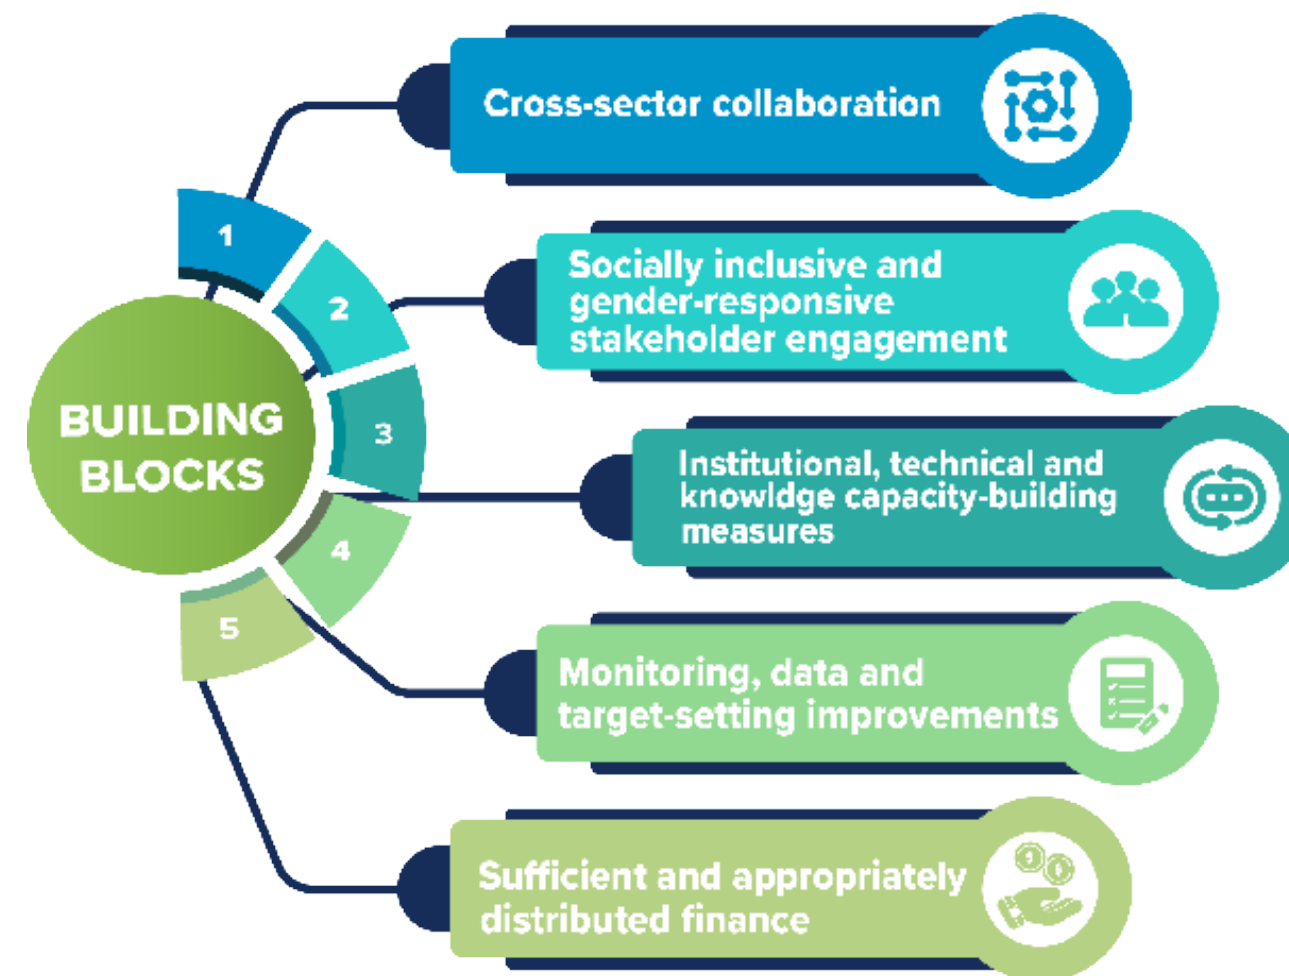 BUILDING
BLOCKS
1
Cross-sector collaboration
2
Socially inclusive and
gender-responsive
stakeholder engagement
3
Institutional, technical and
knowldge capacity-building
measures
4
Monitoring, data and
target-setting improvements
5
Sufficient and appropriately
distributed finance